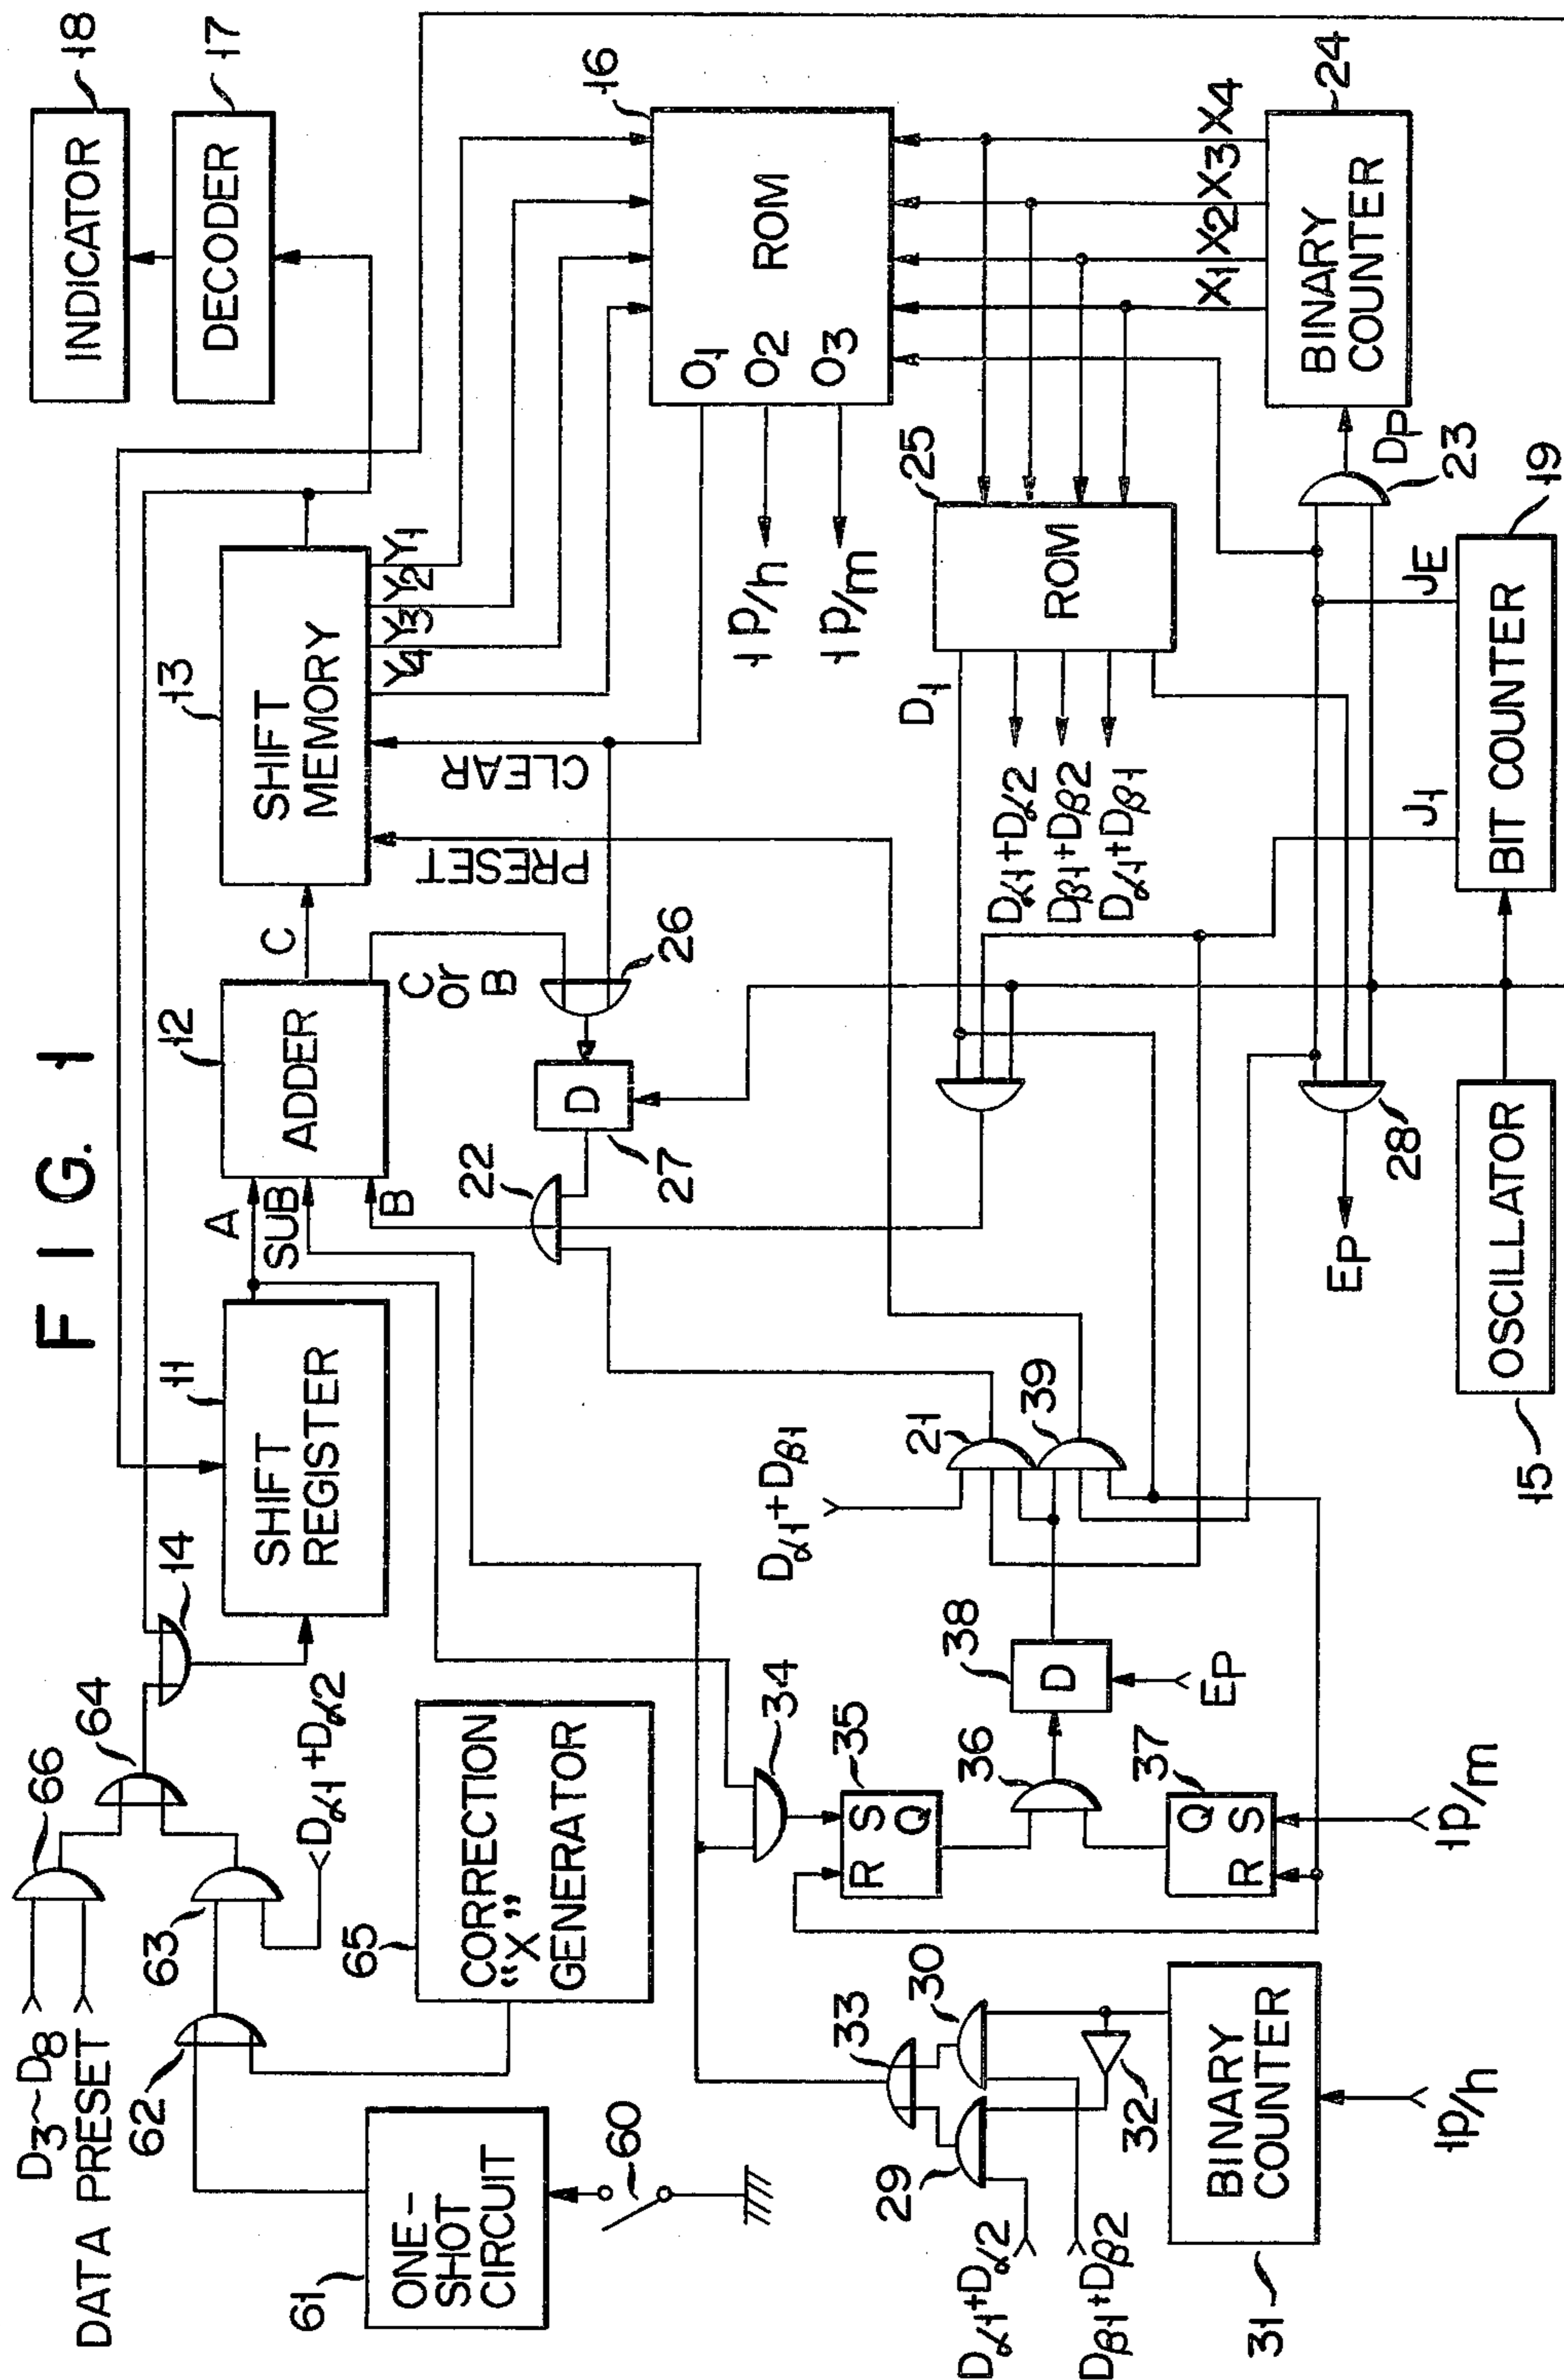 FIG. 1
D3~D8
DATA PRESET
66
64
14
11
12
13
18
INDICATOR
17
DECODER
62
63
Dα1+Dα2
SHIFT
REGISTER
A
SUB
B
ADDER
C
SHIFT
MEMORY
Y1
Y2
Y3
Y4
16
ROM
O1
O2
O3
C
or
B
PRESET
CLEAR
61
ONE-
SHOT
CIRCUIT
60
65
CORRECTION
"X"
GENERATOR
22
D
27
26
1P/h
1P/m
34
Dα1+Dβ1
21
39
D1
25
ROM
Dα1+Dα2
Dβ1+Dβ2
Dα1+Dβ1
X1
X2
X3
X4
33
30
29
32
35
S
R
Q
36
38
D
EP
37
Q
R
S
Dα1+Dα2
Dβ1+Dβ2
31
BINARY
COUNTER
1P/h
1P/m
EP
28
J1
JE
23
DP
24
BINARY
COUNTER
15
OSCILLATOR
BIT COUNTER
19